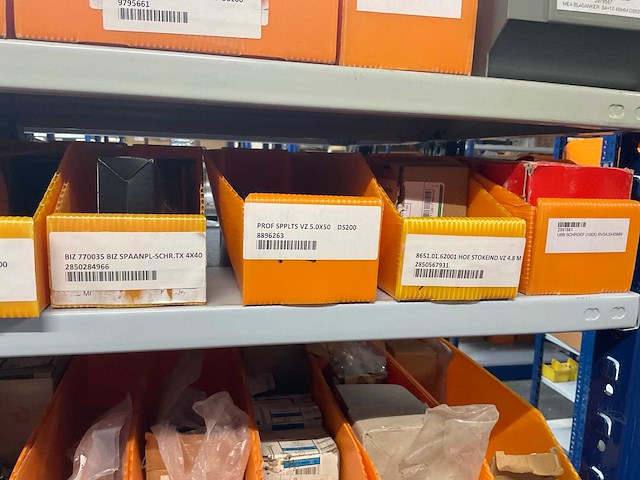 9795661
BIZ 770035 BIZ SPAANPL-SCHR.TX 4X40
2850284966
PROF SPPLTS VZ 5.0X50 DS200
8896263
8651.01.62001 HOE STOKEIND VZ 4.8 M
2850567931